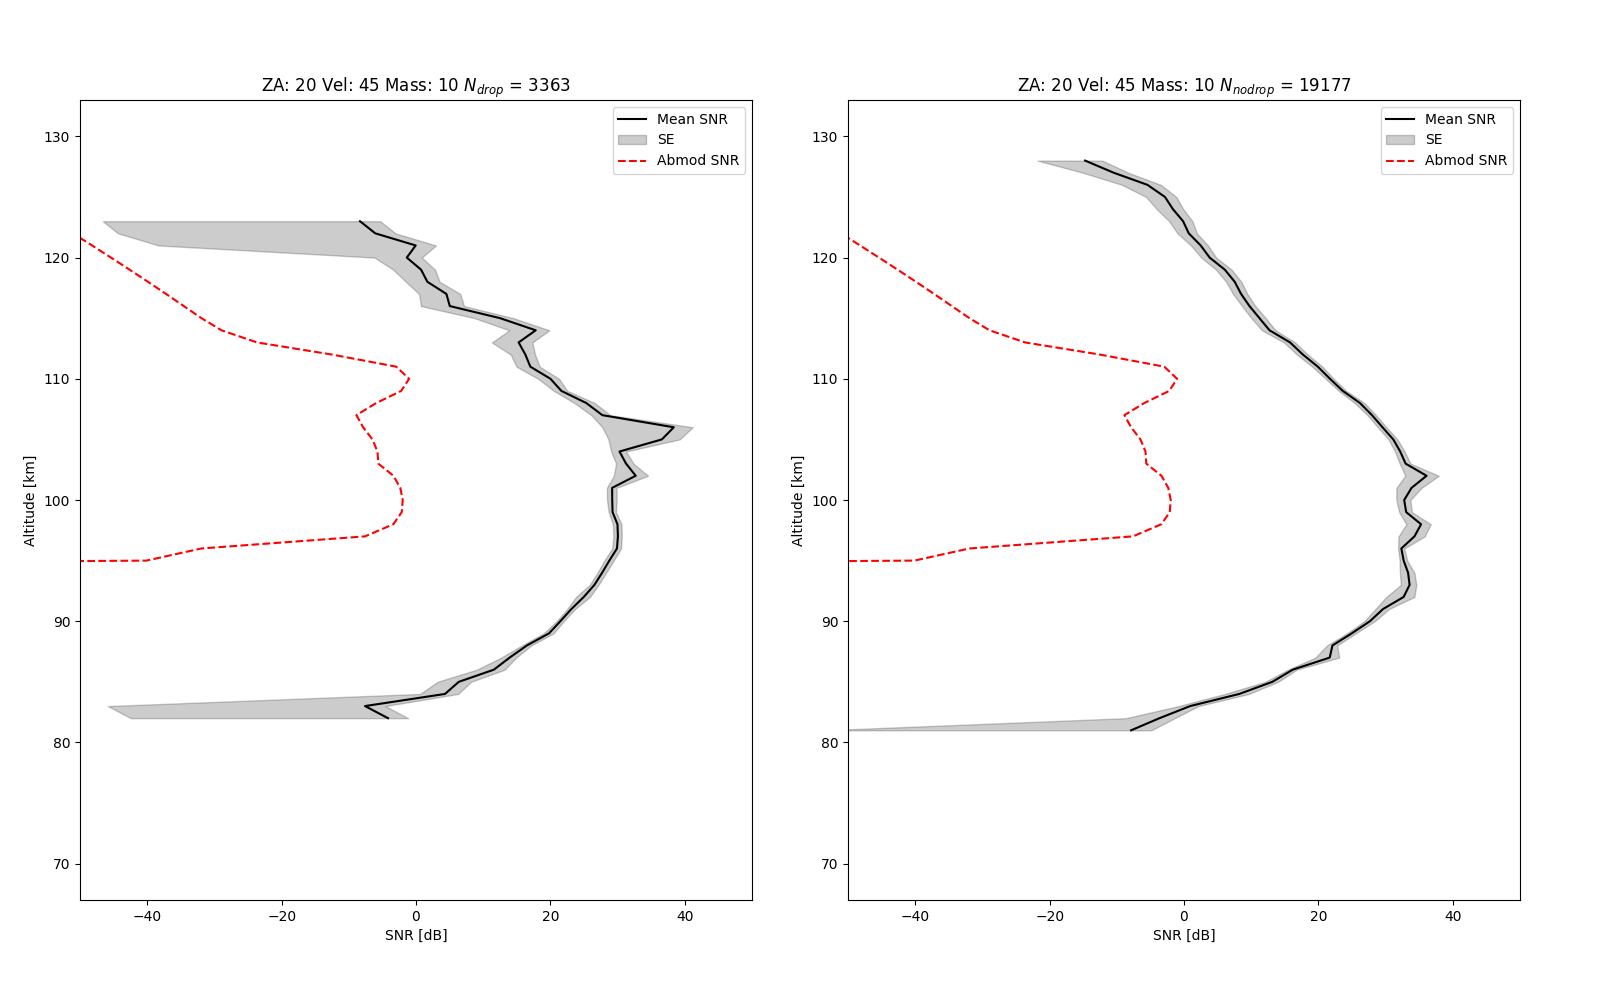 ZA: 20 Vel: 45 Mass: 10 N_drop = 3363
Mean SNR
SE
Abmod SNR
130
120
110
100
90
80
70
Altitude [km]
−40
−20
0
20
40
SNR [dB]
ZA: 20 Vel: 45 Mass: 10 N_nodrop = 19177
Mean SNR
SE
Abmod SNR
130
120
110
100
90
80
70
Altitude [km]
−40
−20
0
20
40
SNR [dB]